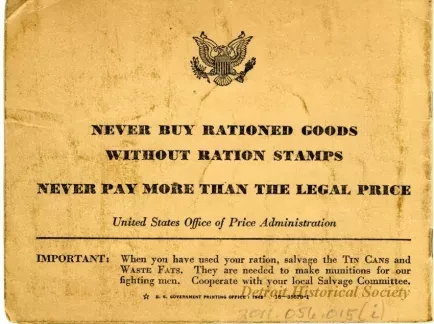 NEVER BUY RATIONED GOODS
WITHOUT RATION STAMPS
NEVER PAY MORE THAN THE LEGAL PRICE
United States Office of Price Administration
IMPORTANT: When you have used your ration, salvage the TIN CANS and
WASTE FATS. They are needed to make munitions for our
fighting men. Cooperate with your local Salvage Committee.
☆ U. S. GOVERNMENT PRINTING OFFICE :
Detroit Historical Society